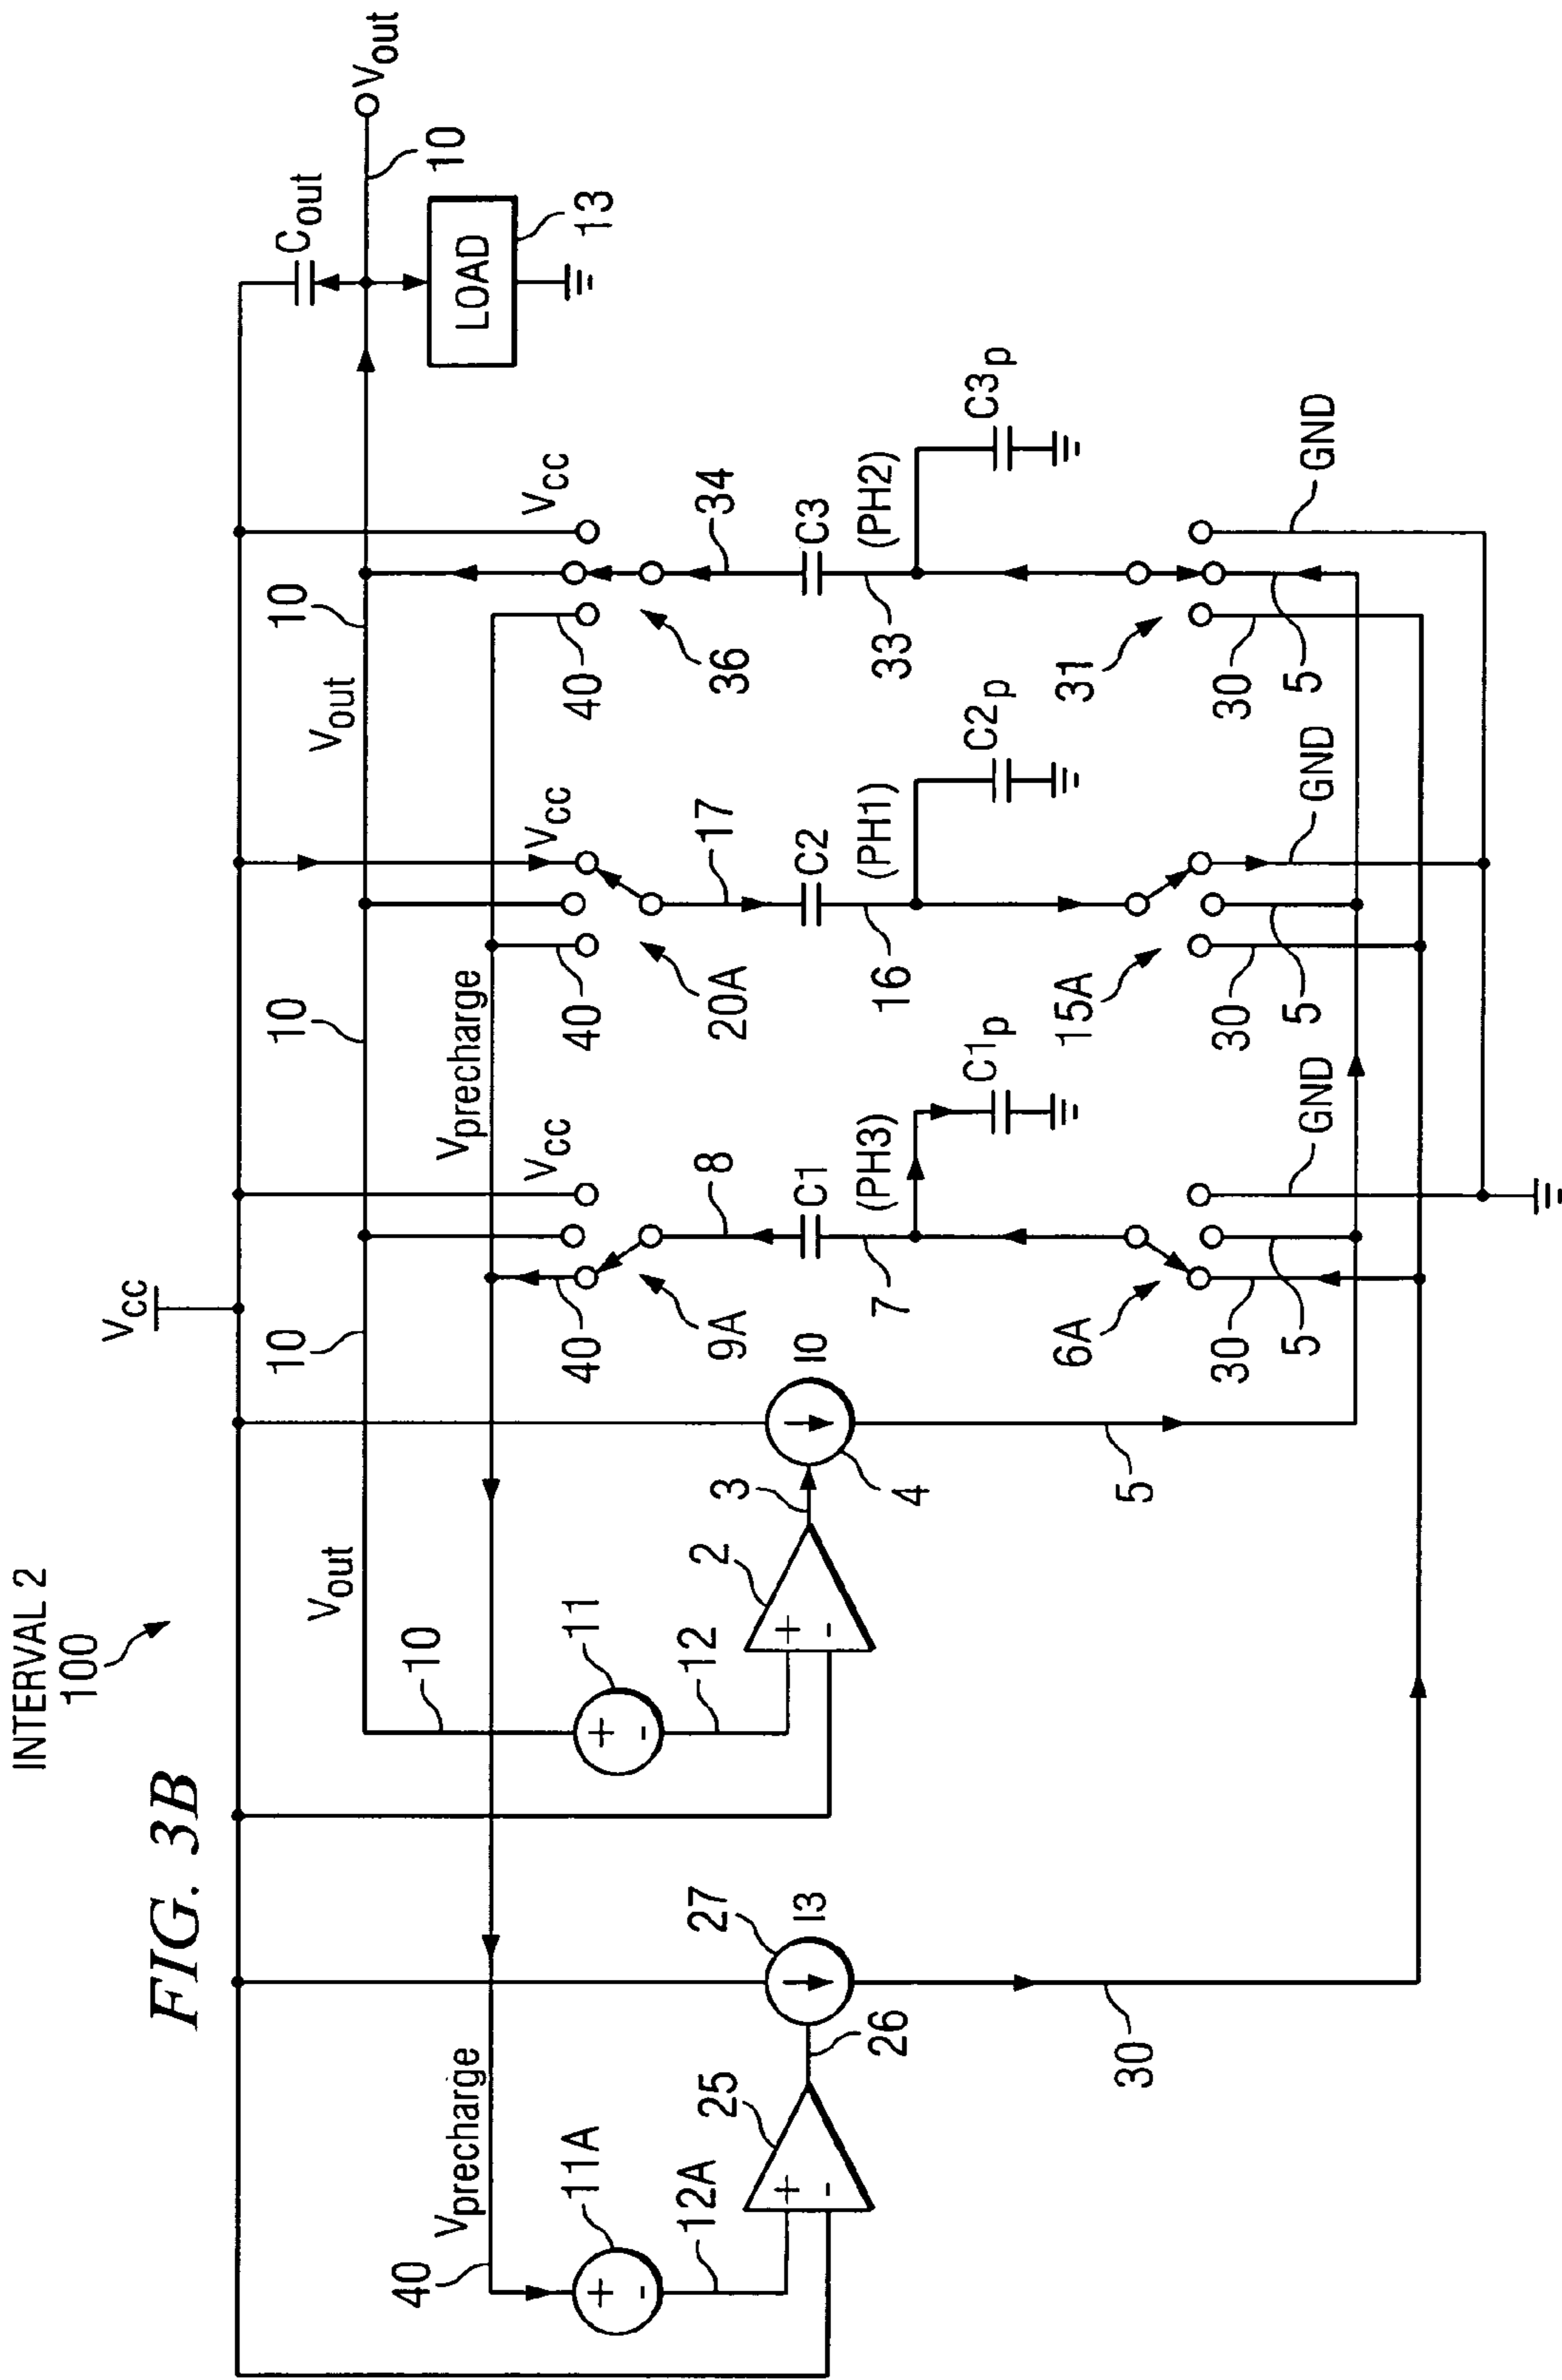 INTERVAL 2
100
FIG. 3B
Vcc
Vout
10
10
10
10
Cout
10
Vout
LOAD
13
Vout
10
11
12
2
3
4
I0
5
Vprecharge
Vprecharge
40
11A
12A
25
26
27
I3
30
Vcc
40
9A
8
C1
(PH3)
7
C1p
6A
30
5
GND
Vcc
40
20A
17
C2
(PH1)
16
C2p
15A
30
5
GND
Vcc
40
36
34
C3
(PH2)
33
C3p
31
30
5
GND
+
-
+
-
+
-
+
-